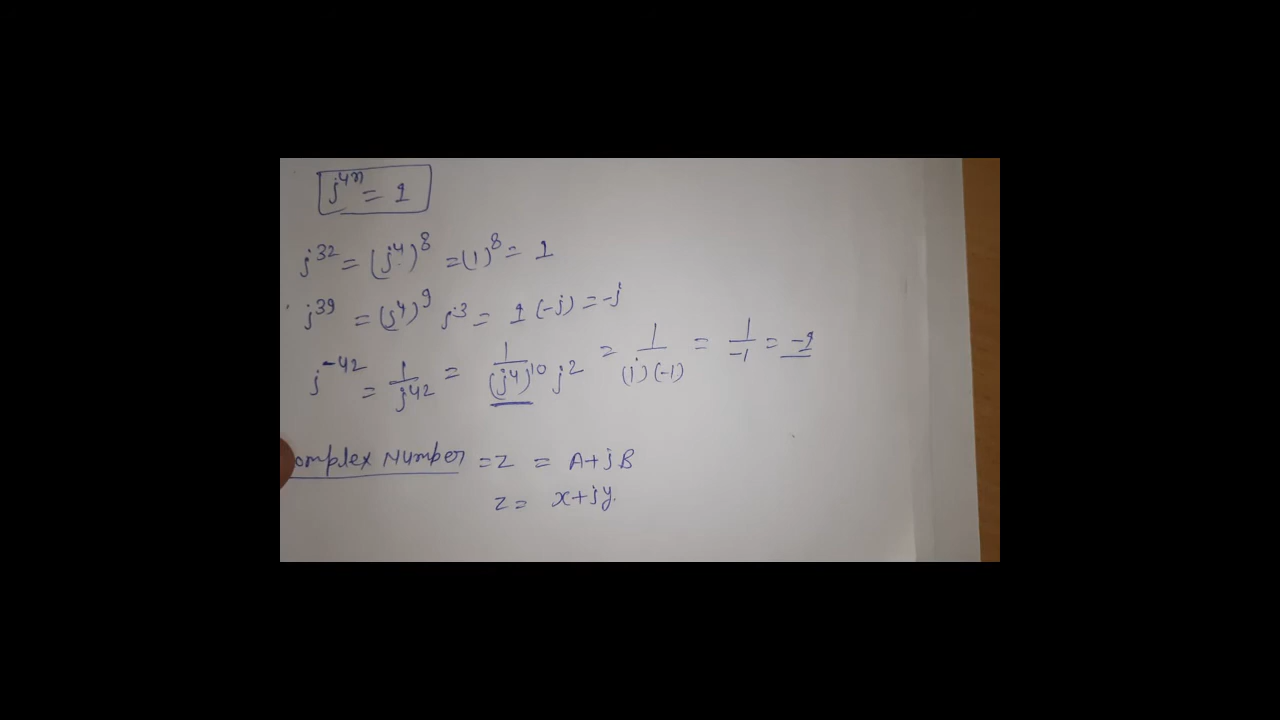 j^4n = 1
j^32 = (j^4)^8 = (1)^8 = 1
j^39 = (j^4)^9 j^3 = 1 (-j) = -j
j^-42 = 1/j^42 = 1/(j^4)^10 j^2 = 1/(1)(-1) = 1/-1 = -1
omplex Number = z = A+jB
z = x+jy